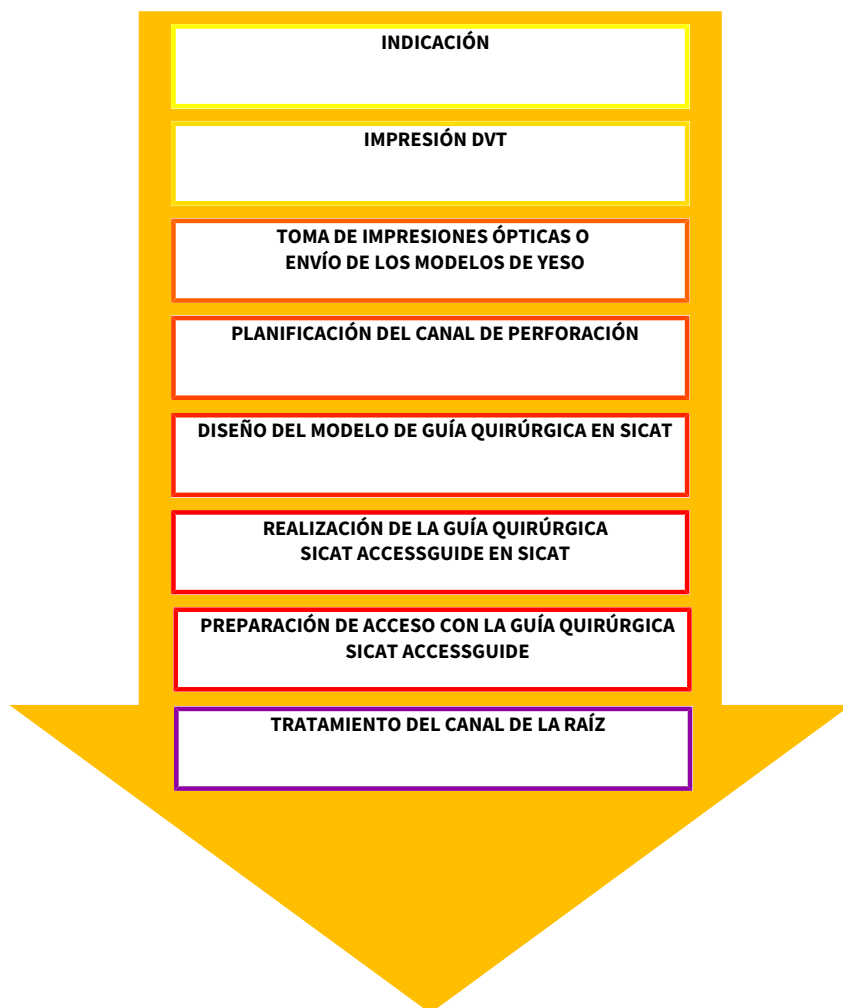 INDICACIÓN
IMPRESIÓN DVT
TOMA DE IMPRESIONES ÓPTICAS O
ENVÍO DE LOS MODELOS DE YESO
PLANIFICACIÓN DEL CANAL DE PERFORACIÓN
DISEÑO DEL MODELO DE GUÍA QUIRÚRGICA EN SICAT
REALIZACIÓN DE LA GUÍA QUIRÚRGICA
SICAT ACCESSGUIDE EN SICAT
PREPARACIÓN DE ACCESO CON LA GUÍA QUIRÚRGICA
SICAT ACCESSGUIDE
TRATAMIENTO DEL CANAL DE LA RAÍZ